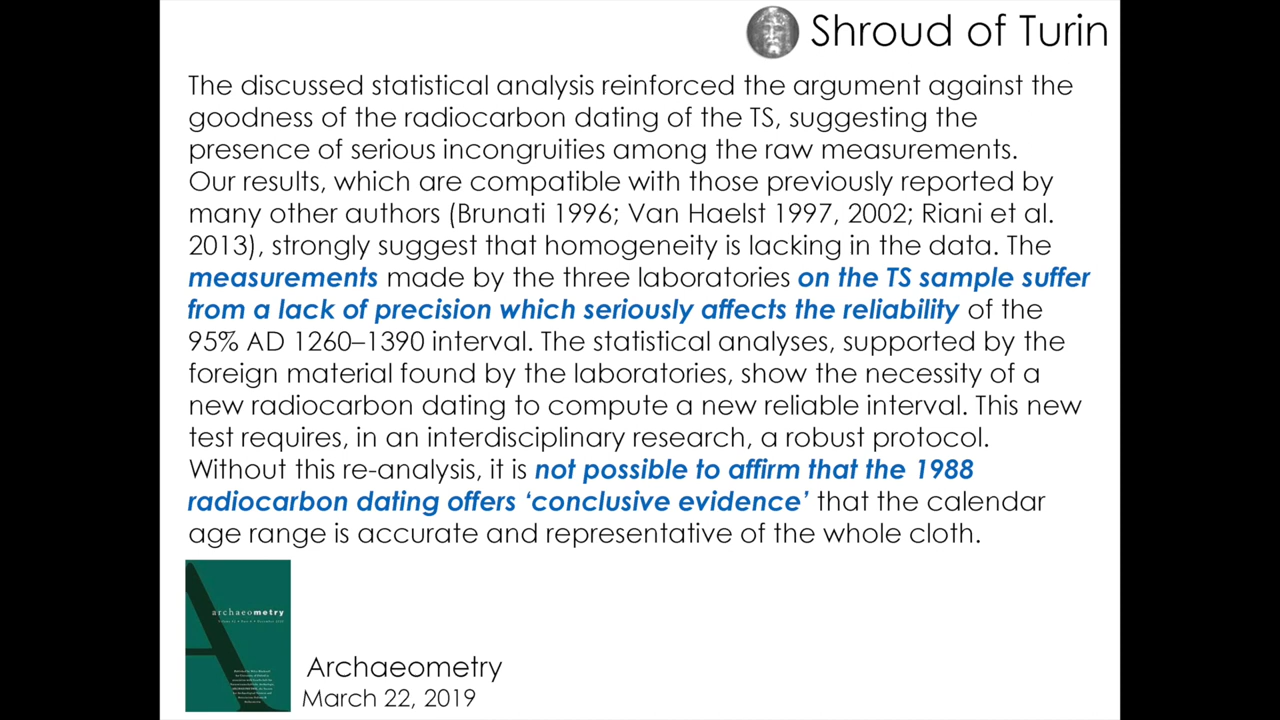 Shroud of Turin
The discussed statistical analysis reinforced the argument against the
goodness of the radiocarbon dating of the TS, suggesting the
presence of serious incongruities among the raw measurements.
Our results, which are compatible with those previously reported by
many other authors (Brunati 1996; Van Haelst 1997, 2002; Riani et al.
2013), strongly suggest that homogeneity is lacking in the data. The
measurements made by the three laboratories on the TS sample suffer
from a lack of precision which seriously affects the reliability of the
95% AD 1260–1390 interval. The statistical analyses, supported by the
foreign material found by the laboratories, show the necessity of a
new radiocarbon dating to compute a new reliable interval. This new
test requires, in an interdisciplinary research, a robust protocol.
Without this re-analysis, it is not possible to affirm that the 1988
radiocarbon dating offers ‘conclusive evidence’ that the calendar
age range is accurate and representative of the whole cloth.
archaeometry
Archaeometry
March 22, 2019